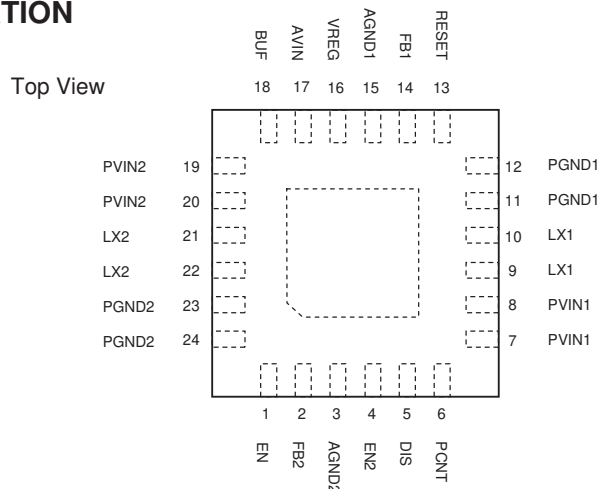 TION
Top View
BUF AVIN VREG AGND1 FB1 RESET
18 17 16 15 14 13
PVIN2 19 12 PGND1
PVIN2 20 11 PGND1
LX2 21 10 LX1
LX2 22 9 LX1
PGND2 23 8 PVIN1
PGND2 24 7 PVIN1
1 2 3 4 5 6
EN FB2 AGND2 EN2 DIS PCNT